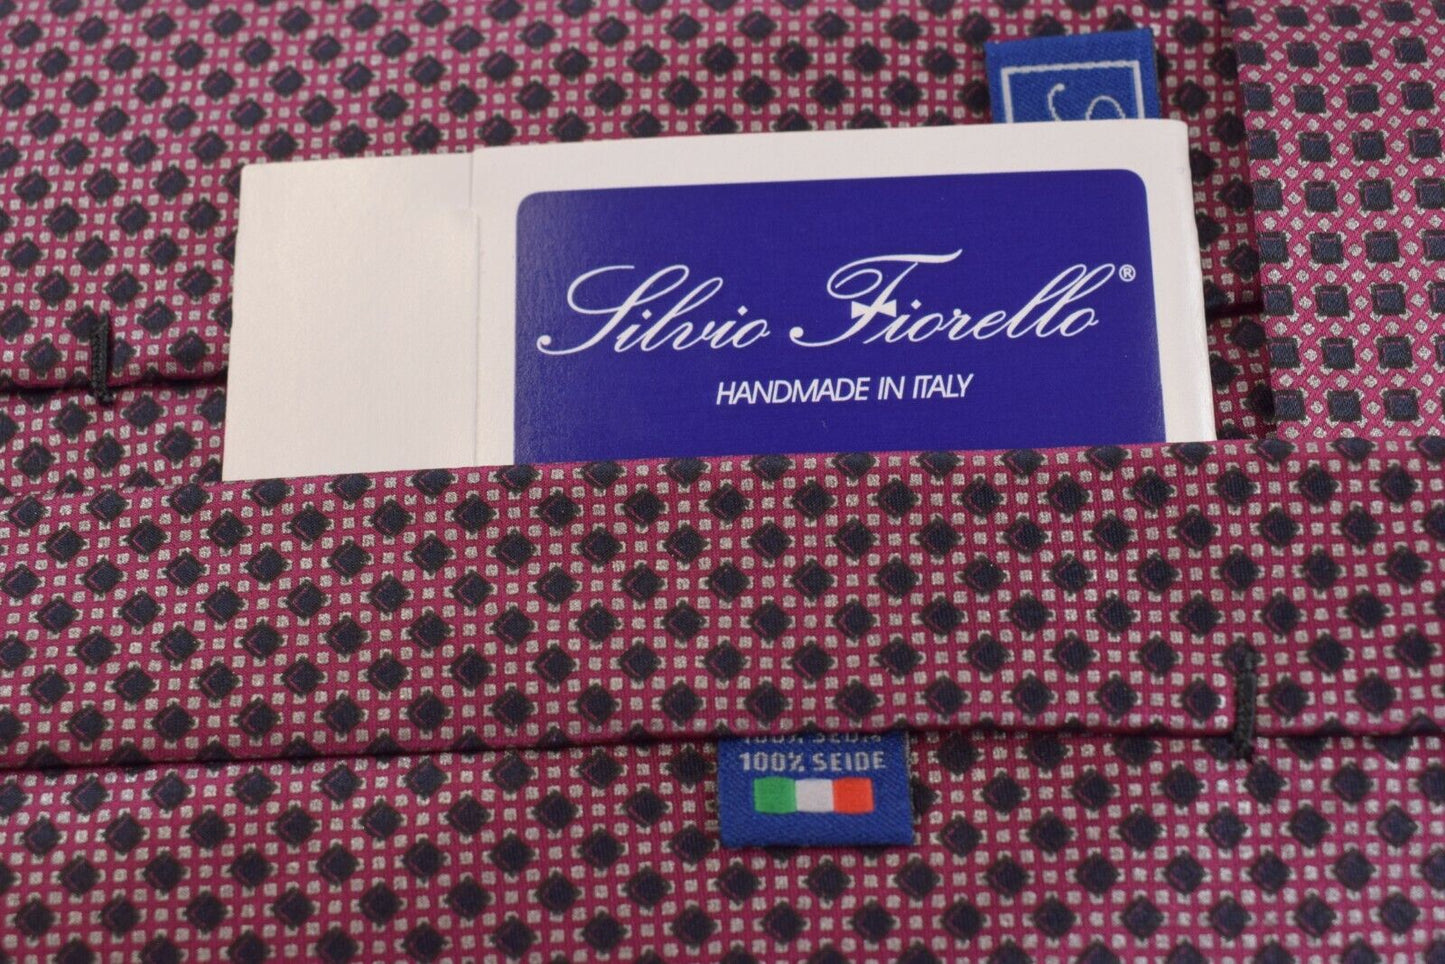 S
Silvio Fiorello®
HANDMADE IN ITALY
100% SEIDE